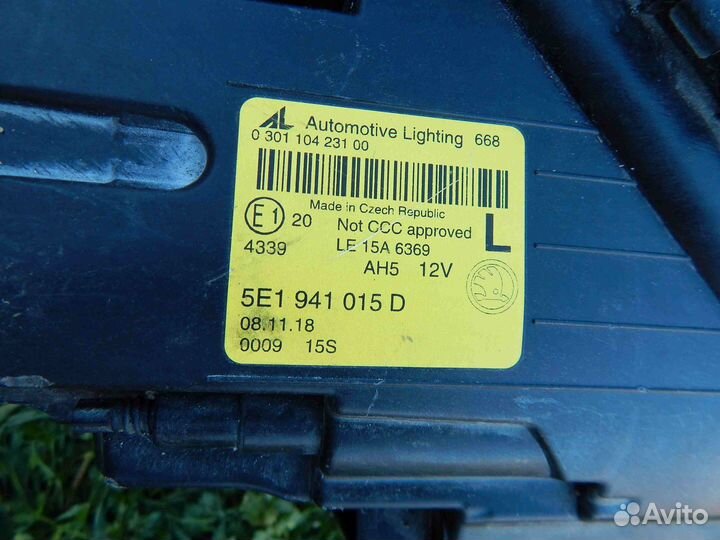 AL Automotive Lighting 668
0 301 104 231 00
Made in Czech Republic
E1 20 Not CCC approved L
4339 LE 15A 6369
AH5 12V
5E1 941 015 D
08.11.18
0009 15S
Avito